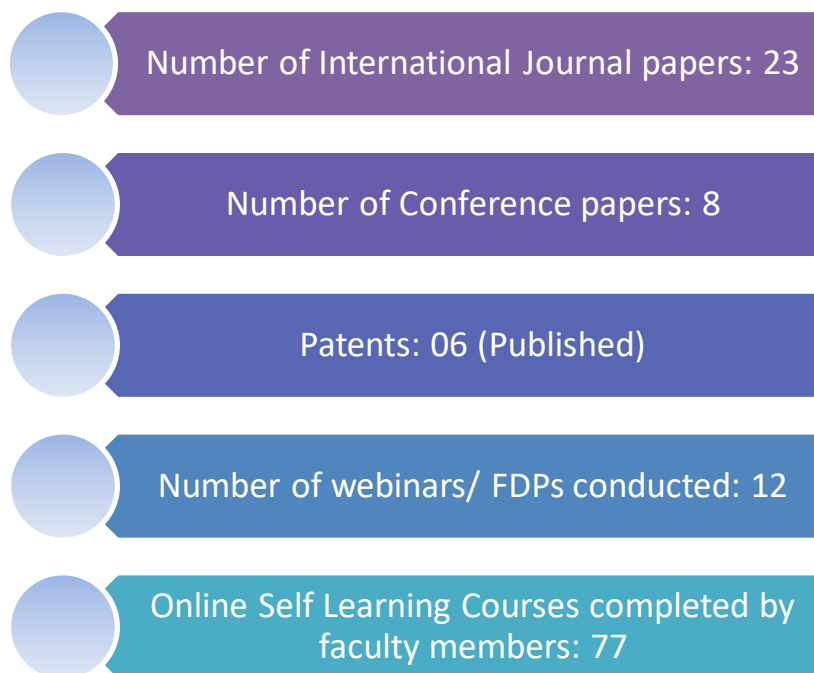 Number of International Journal papers: 23
Number of Conference papers: 8
Patents: 06 (Published)
Number of webinars/ FDPs conducted: 12
Online Self Learning Courses completed by
faculty members: 77